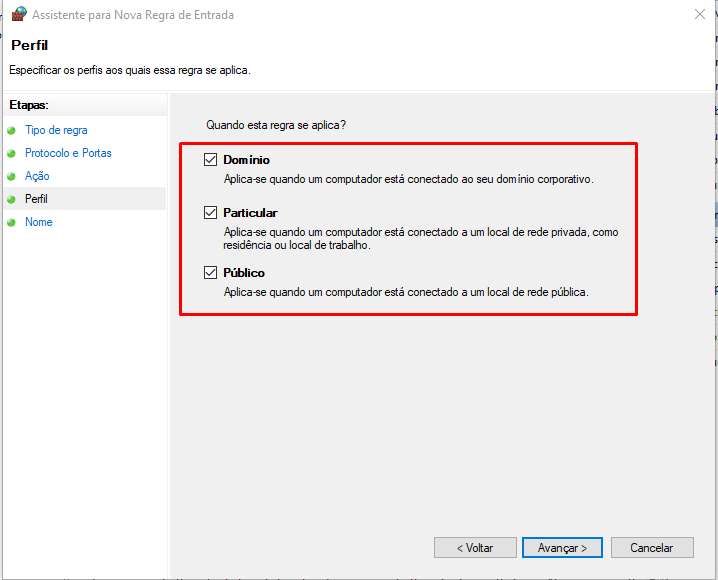 Assistente para Nova Regra de Entrada
Perfil
Especificar os perfis aos quais essa regra se aplica.
Etapas:
Tipo de regra
Protocolo e Portas
Ação
Perfil
Nome
Quando esta regra se aplica?
Domínio
Aplica-se quando um computador está conectado ao seu domínio corporativo.
Particular
Aplica-se quando um computador está conectado a um local de rede privada, como
residência ou local de trabalho.
Público
Aplica-se quando um computador está conectado a um local de rede pública.
< Voltar
Avançar >
Cancelar